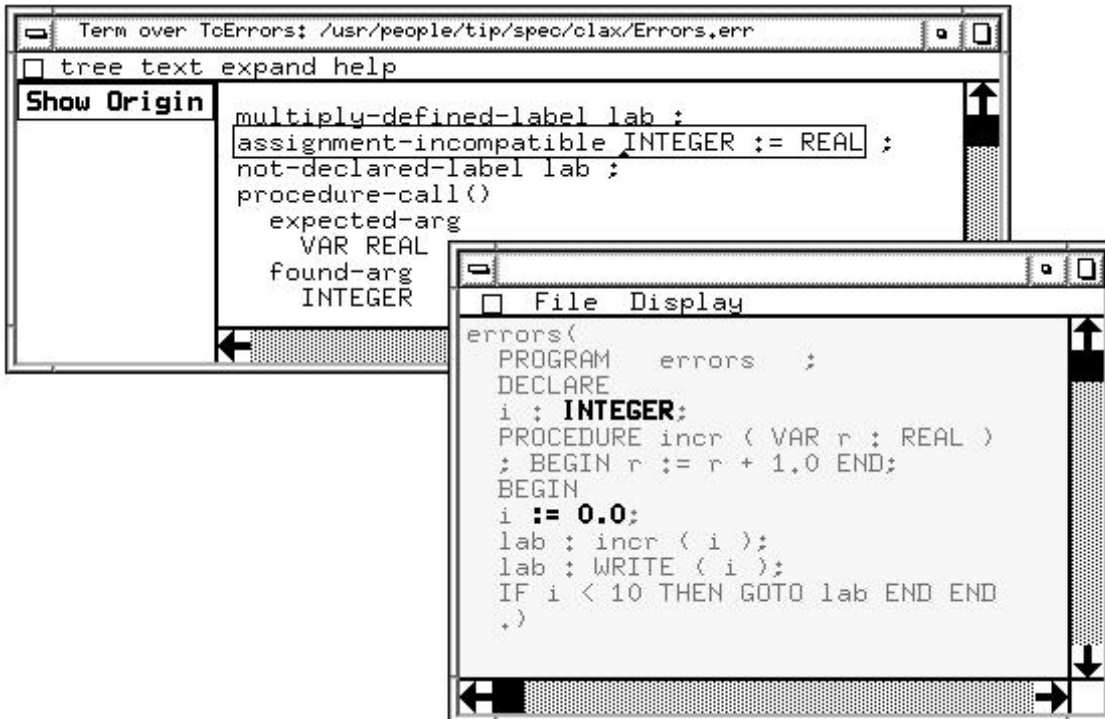 Term over TcErrors: /usr/people/tip/spec/clax/Errors.err
tree text expand help
Show Origin
multiply-defined-label lab ;
assignment-incompatible INTEGER := REAL ;
not-declared-label lab ;
procedure-call()
expected-arg
VAR REAL
found-arg
INTEGER
File Display
errors(
PROGRAM errors ;
DECLARE
i : INTEGER;
PROCEDURE incr ( VAR r : REAL )
; BEGIN r := r + 1.0 END;
BEGIN
i := 0.0;
lab : incr ( i );
lab : WRITE ( i );
IF i < 10 THEN GOTO lab END END
.)